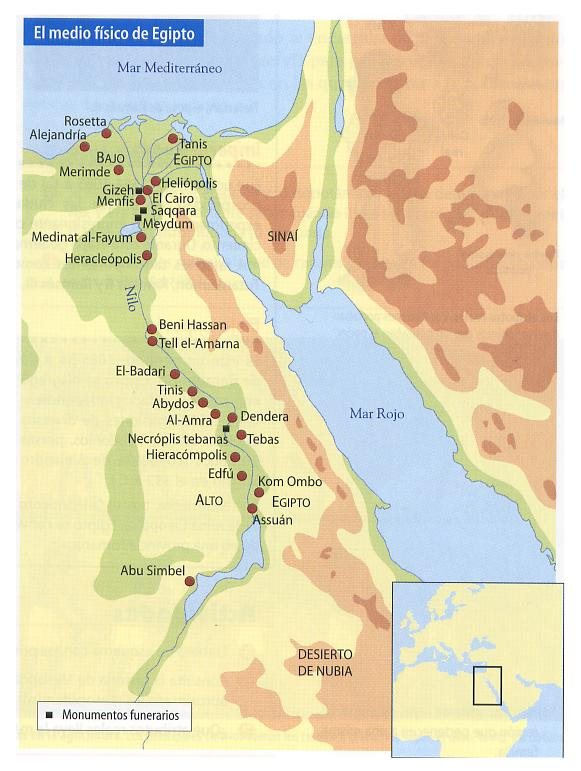 El medio físico de Egipto
Mar Mediterráneo
Rosetta
Alejandría
Tanis
BAJO
EGIPTO
Merimde
Heliópolis
Gizeh
El Cairo
Menfis
Saqqara
Meydum
SINAÍ
Medinat al-Fayum
Heracleópolis
Nilo
Beni Hassan
Tell el-Amarna
El-Badari
Tinis
Abydos
Mar Rojo
Al-Amra
Dendera
Necróplis tebanas
Tebas
Hieracómpolis
Edfú
Kom Ombo
ALTO
EGIPTO
Assuán
Abu Simbel
DESIERTO
DE NUBIA
Monumentos funerarios